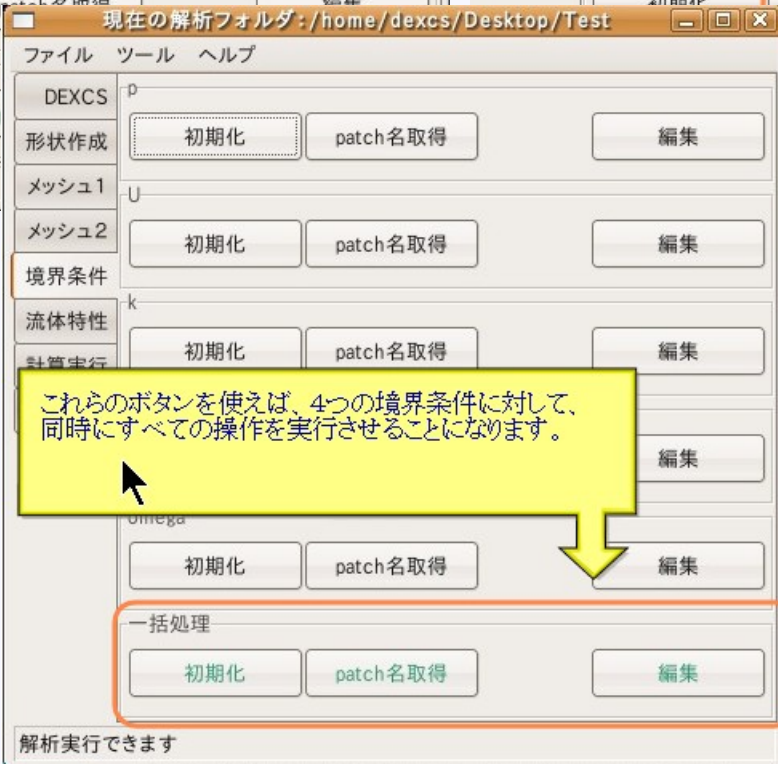 現在の解析フォルダ:/home/dexcs/Desktop/Test
ファイル ツール ヘルプ
DEXCS
形状作成
メッシュ1
メッシュ2
境界条件
流体特性
計算実行
p
初期化 patch名取得 編集
U
初期化 patch名取得 編集
k
初期化 patch名取得 編集
これらのボタンを使えば、4つの境界条件に対して、
同時にすべての操作を実行させることになります。
編集
omega
初期化 patch名取得 編集
一括処理
初期化 patch名取得 編集
解析実行できます